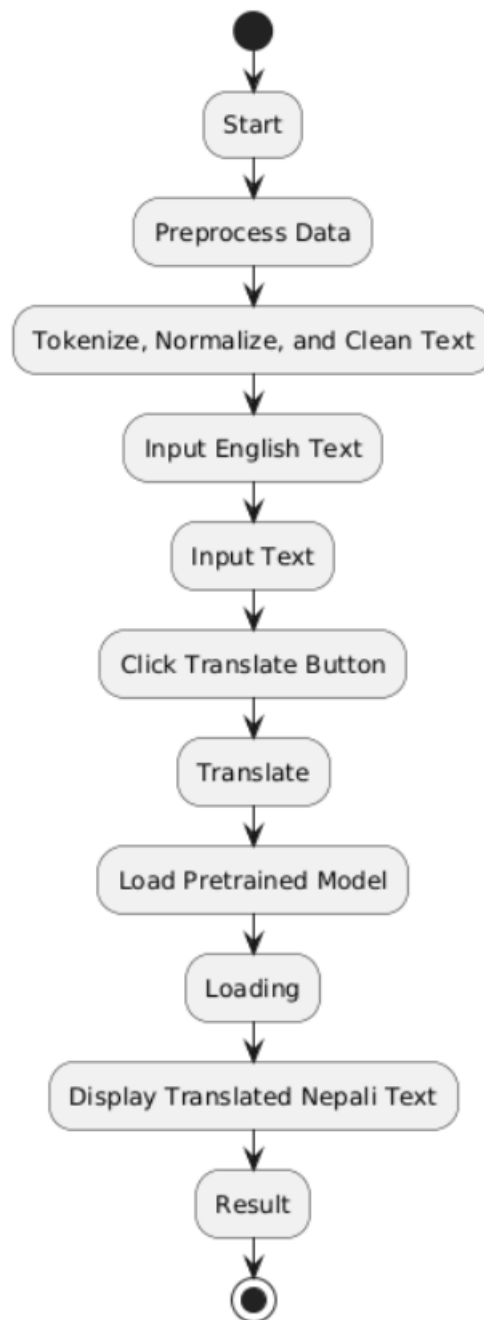 Start
Preprocess Data
Tokenize, Normalize, and Clean Text
Input English Text
Input Text
Click Translate Button
Translate
Load Pretrained Model
Loading
Display Translated Nepali Text
Result